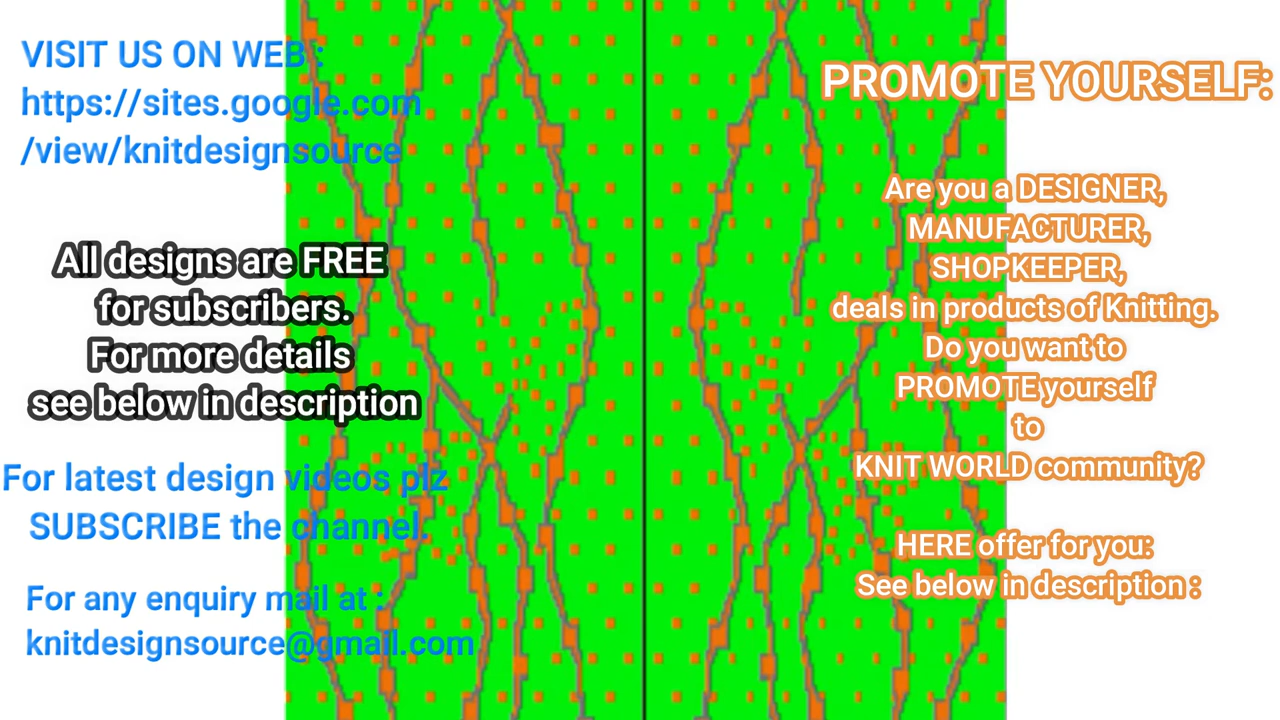 VISIT US ON WEB :
https://sites.google.com
/view/knitdesignsource
All designs are FREE
for subscribers.
For more details
see below in description
For latest design videos plz
SUBSCRIBE the channel.
For any enquiry mail at :
knitdesignsource@gmail.com
PROMOTE YOURSELF:
Are you a DESIGNER,
MANUFACTURER,
SHOPKEEPER,
deals in products of Knitting.
Do you want to
PROMOTE yourself
to
KNIT WORLD community?
HERE offer for you:
See below in description :